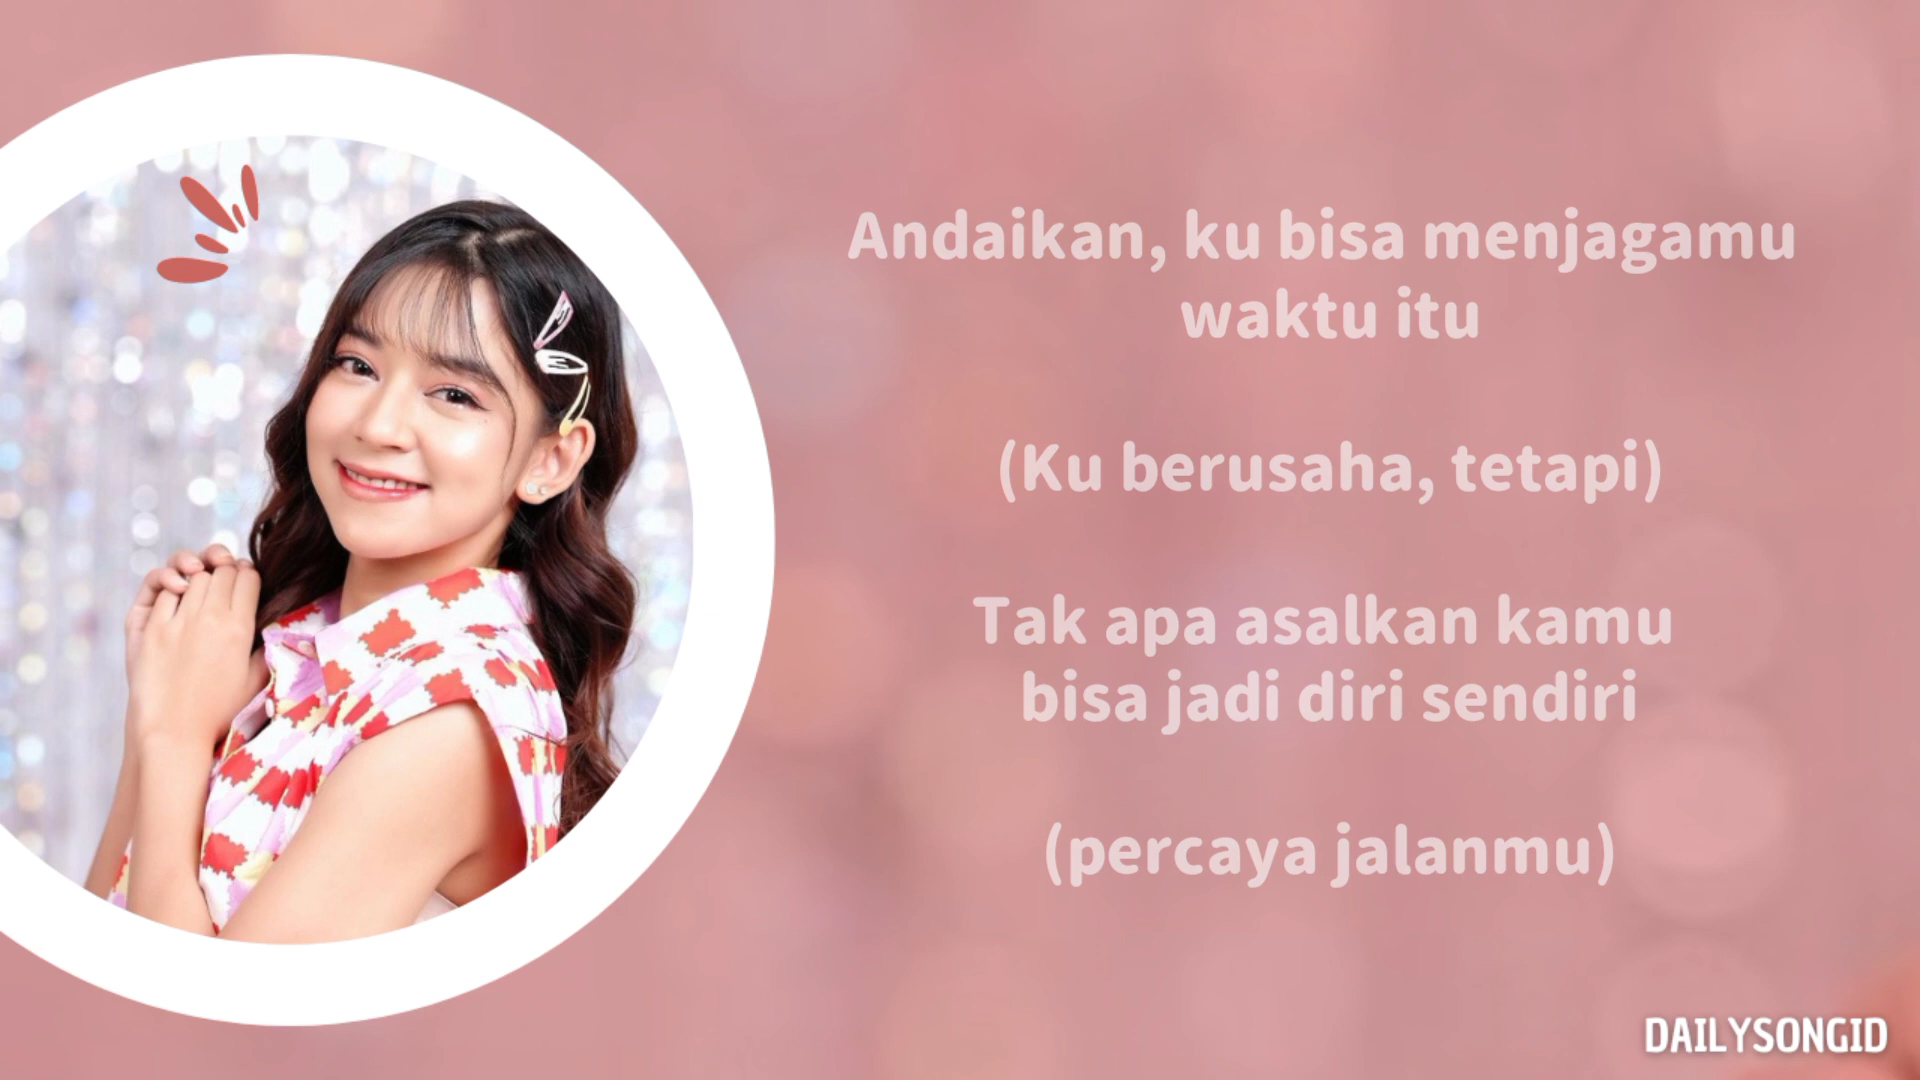 Andaikan, ku bisa menjagamu
waktu itu
(Ku berusaha, tetapi)
Tak apa asalkan kamu
bisa jadi diri sendiri
(percaya jalanmu)
DAILYSONGID